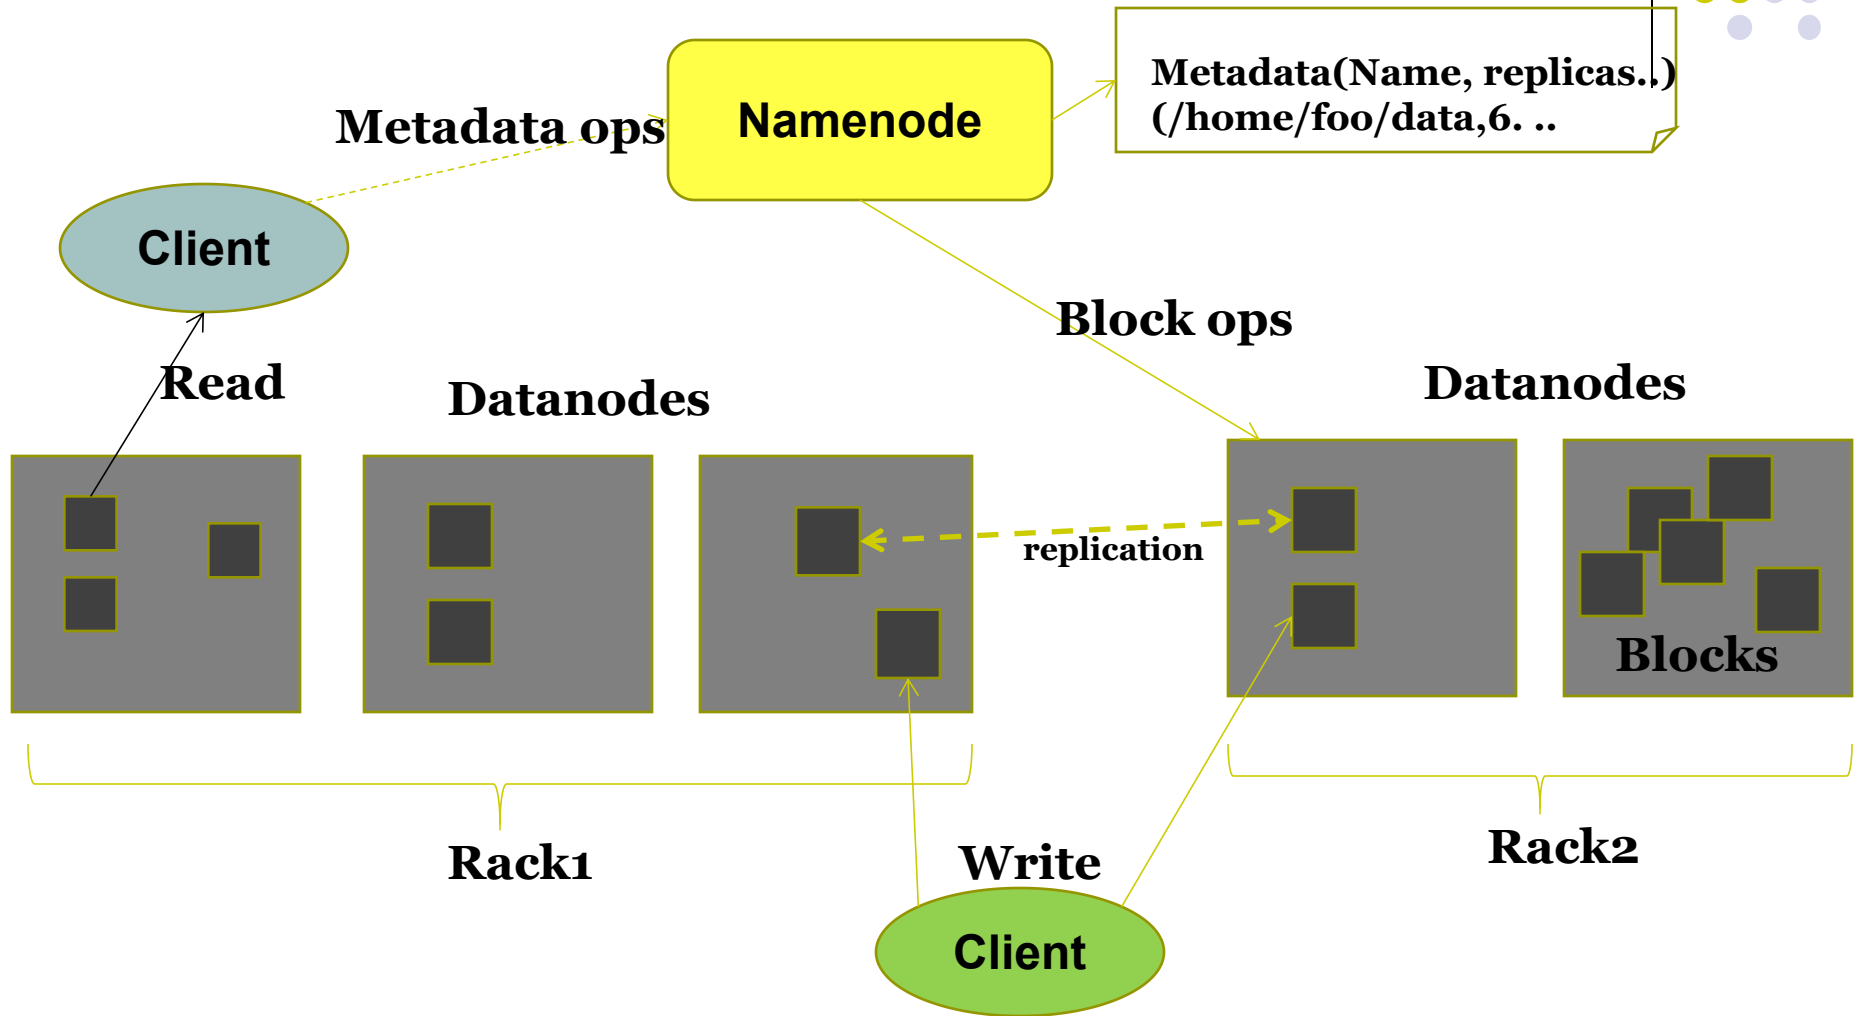 Metadata(Name, replicas..)
(/home/foo/data,6. ..
Namenode
Metadata ops
Client
Block ops
Read
Datanodes
Datanodes
replication
Blocks
Rack1
Write
Rack2
Client